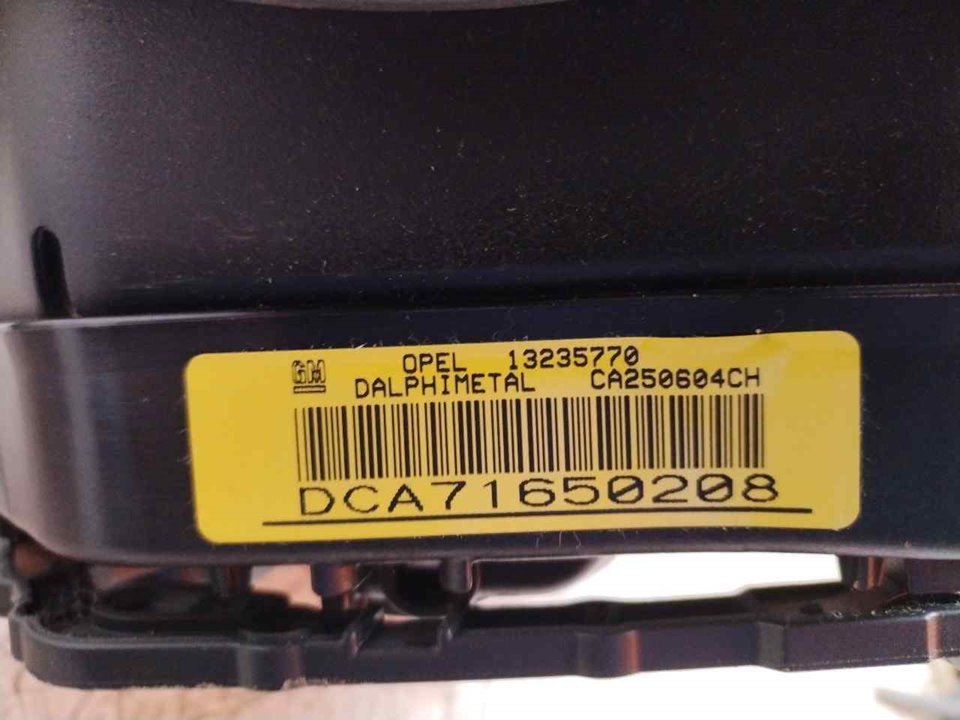 GM OPEL 13235770
DALPHIMETAL CA250604CH
DCA71650208